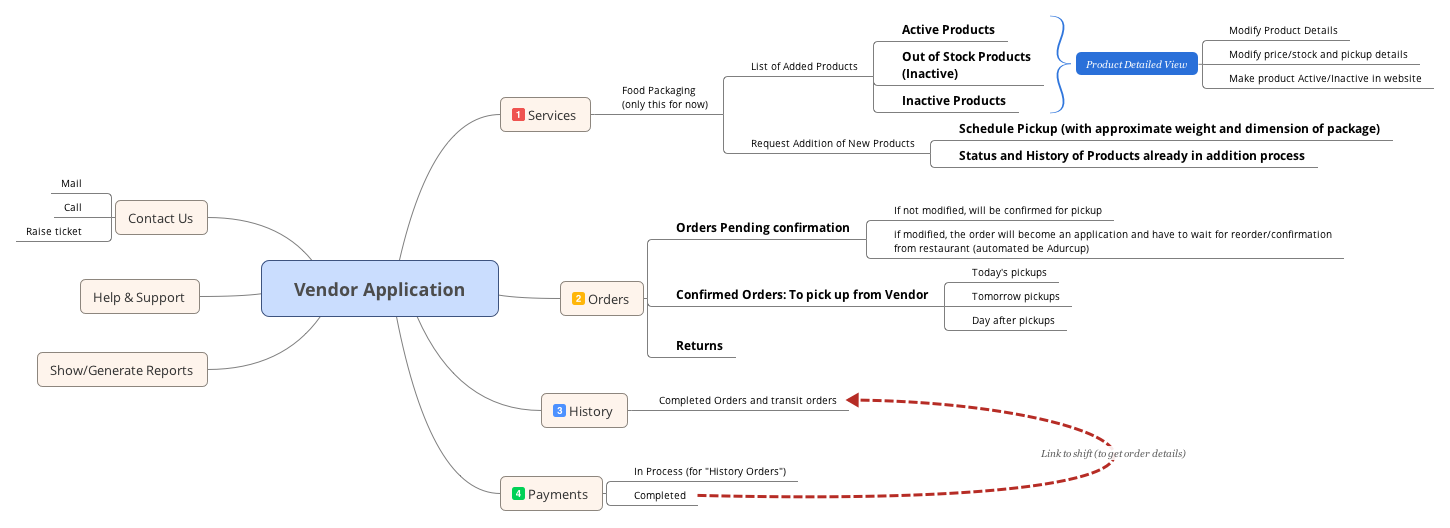 Vendor Application
1 Services
Food Packaging
(only this for now)
List of Added Products
Active Products
Out of Stock Products
(Inactive)
Inactive Products
Product Detailed View
Modify Product Details
Modify price/stock and pickup details
Make product Active/Inactive in website
Request Addition of New Products
Schedule Pickup (with approximate weight and dimension of package)
Status and History of Products already in addition process
2 Orders
Orders Pending confirmation
If not modified, will be confirmed for pickup
if modified, the order will become an application and have to wait for reorder/confirmation
from restaurant (automated be Adurcup)
Confirmed Orders: To pick up from Vendor
Today's pickups
Tomorrow pickups
Day after pickups
Returns
3 History
Completed Orders and transit orders
Link to shift (to get order details)
4 Payments
In Process (for "History Orders")
Completed
Contact Us
Mail
Call
Raise ticket
Help & Support
Show/Generate Reports